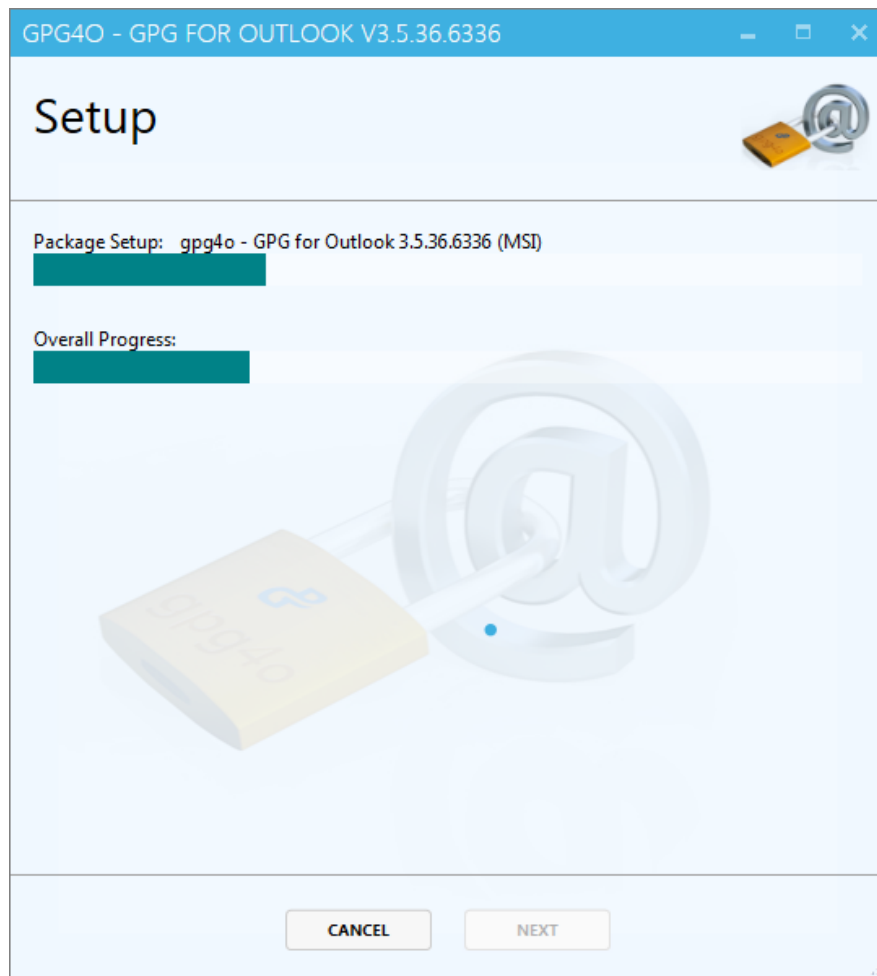 GPG4O - GPG FOR OUTLOOK V3.5.36.6336
Setup
Package Setup: gpg4o - GPG for Outlook 3.5.36.6336 (MSI)
Overall Progress:
gpg4o
CANCEL NEXT